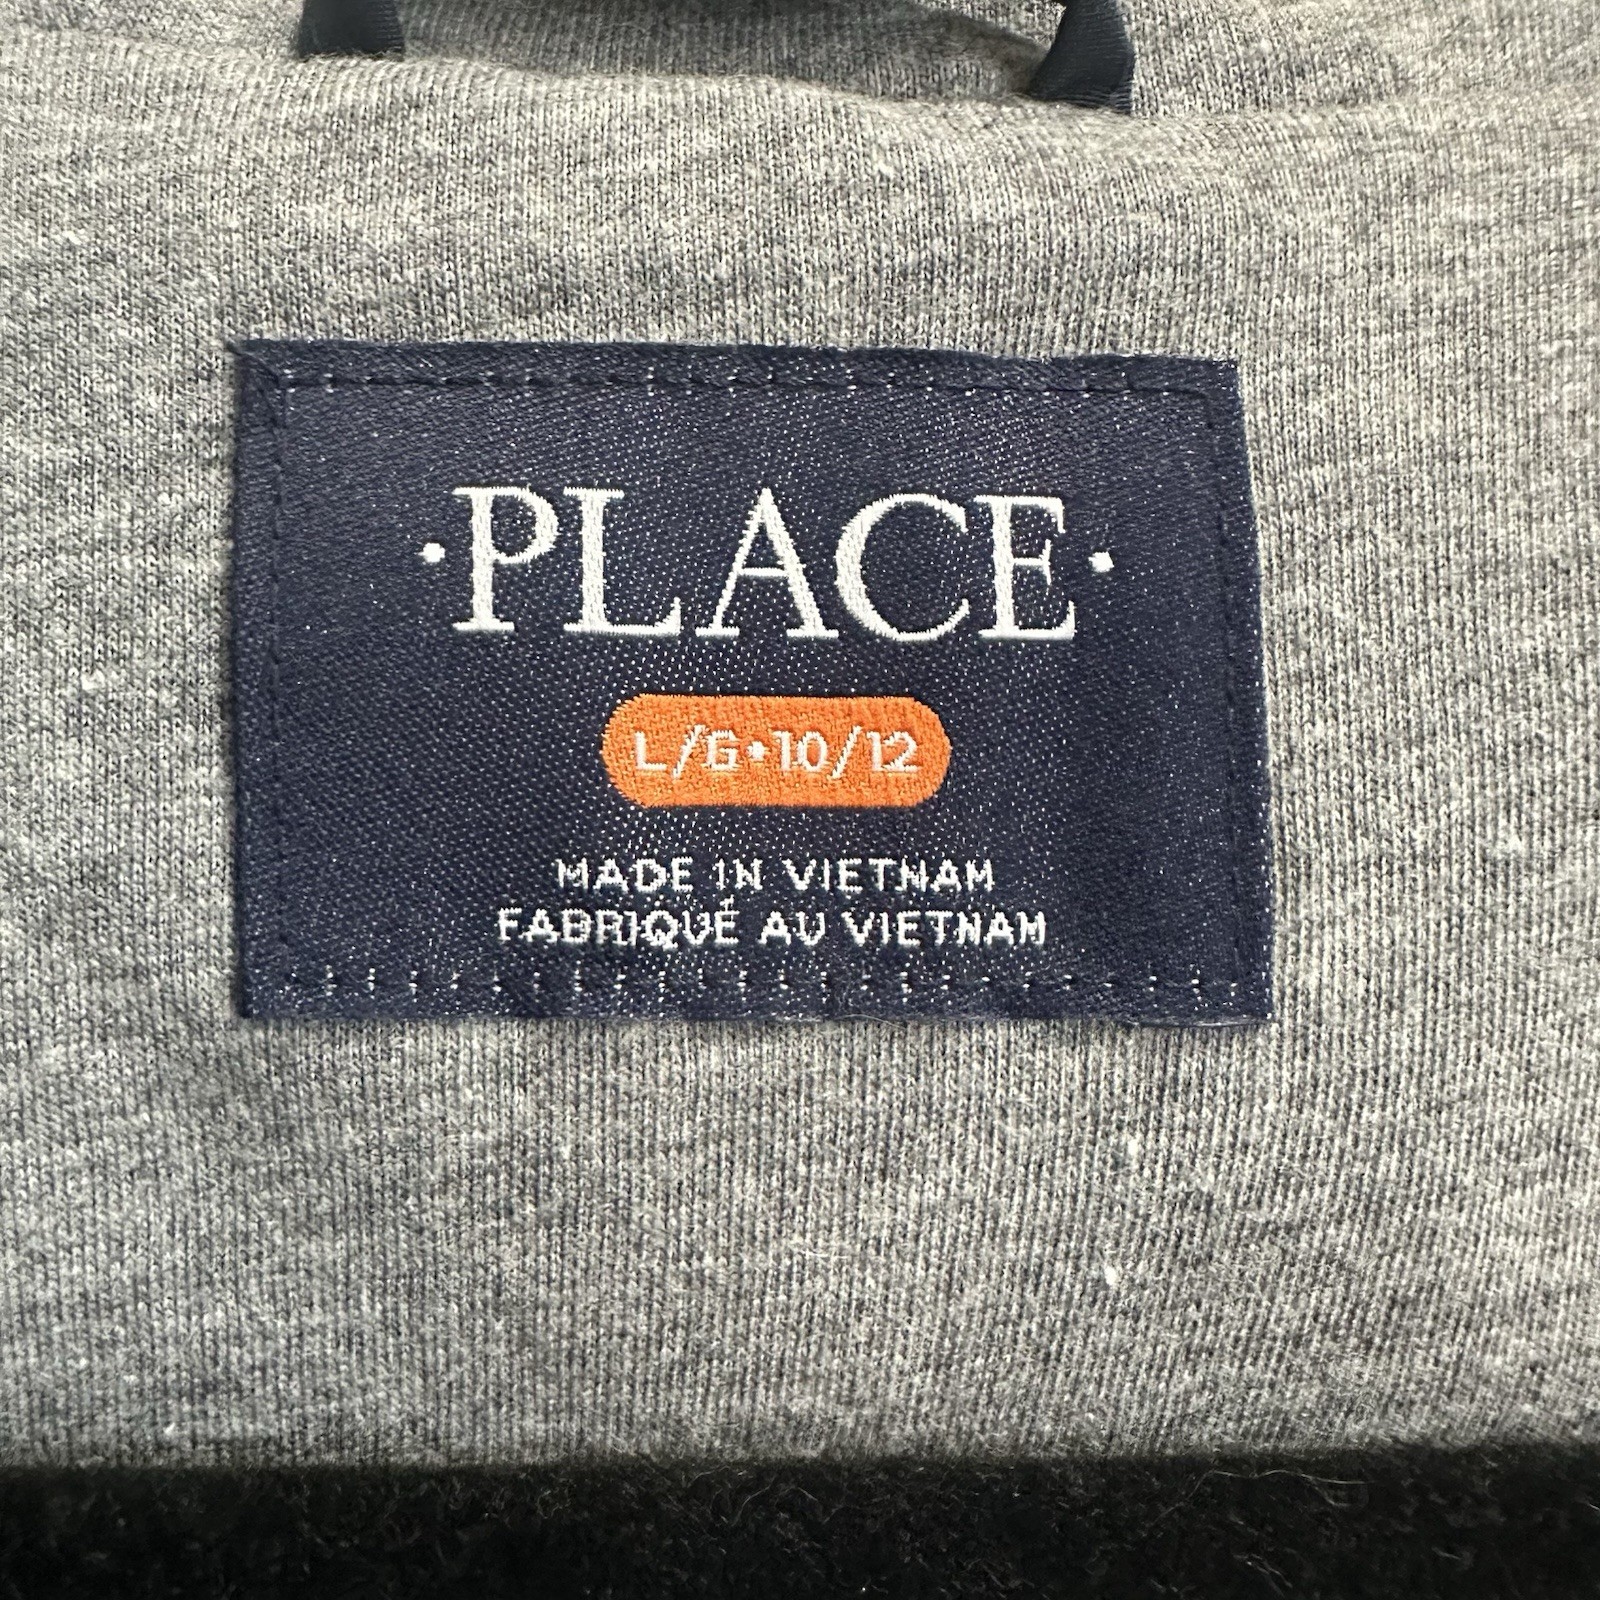 ·PLACE·
L/G•10/12
MADE IN VIETNAM
FABRIQUÉ AU VIETNAM